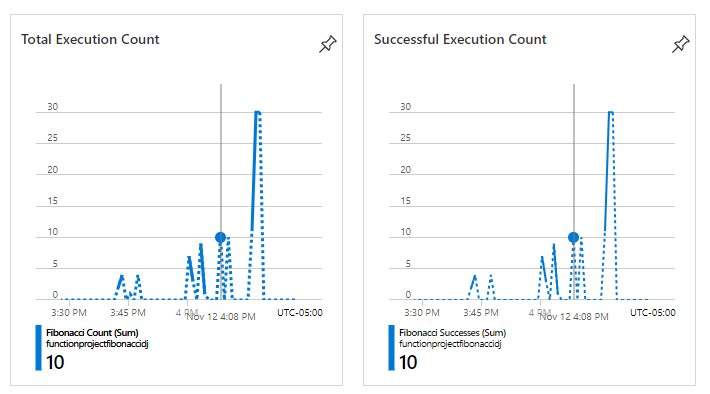 Total Execution Count
30
25
20
15
10
5
0
3:30 PM 3:45 PM 4 PM Nov 12 4:08 PM UTC-05:00
Fibonacci Count (Sum)
functionprojectfibonaccidj
10
Successful Execution Count
30
25
20
15
10
5
0
3:30 PM 3:45 PM 4 PM Nov 12 4:08 PM UTC-05:00
Fibonacci Successes (Sum)
functionprojectfibonaccidj
10